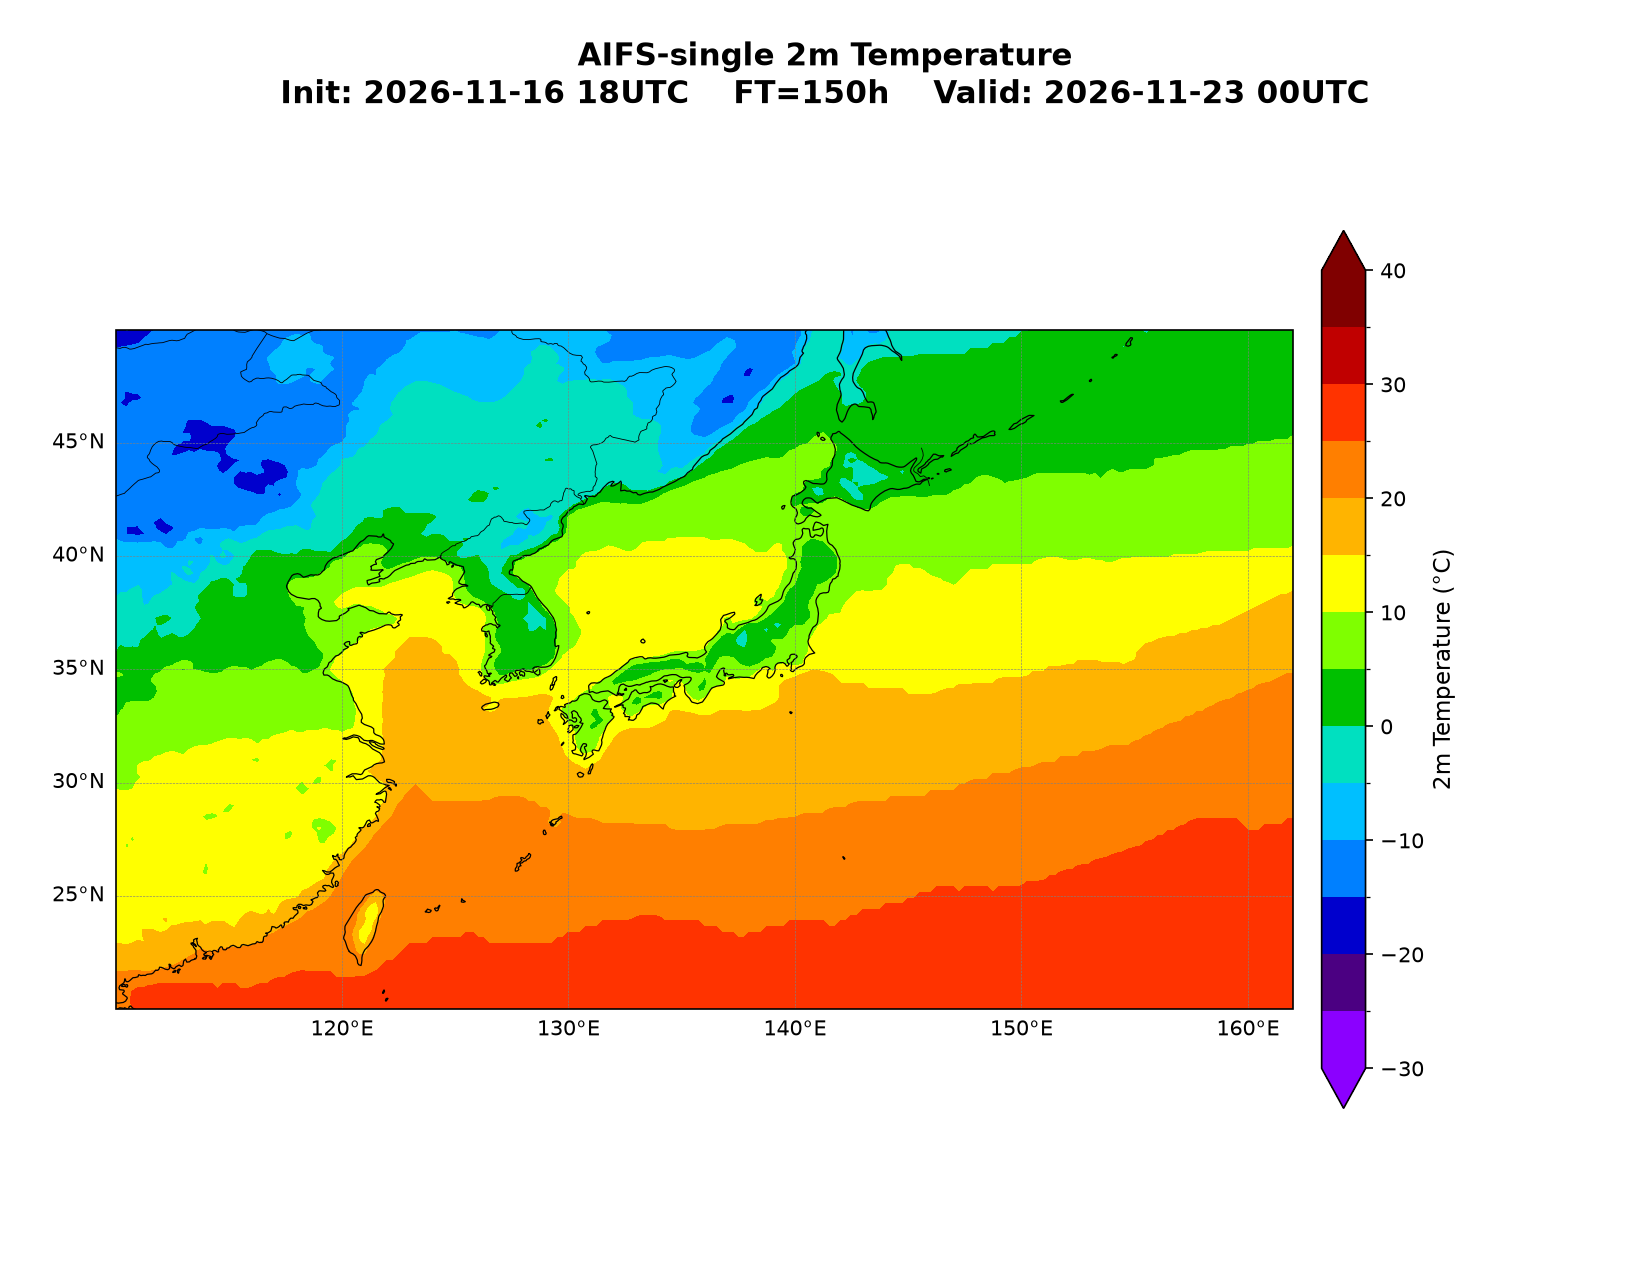 AIFS-single 2m Temperature
Init: 2026-11-16 18UTC    FT=150h    Valid: 2026-11-23 00UTC
45°N
40°N
35°N
30°N
25°N
120°E
130°E
140°E
150°E
160°E
40
30
20
10
0
−10
−20
−30
2m Temperature (°C)